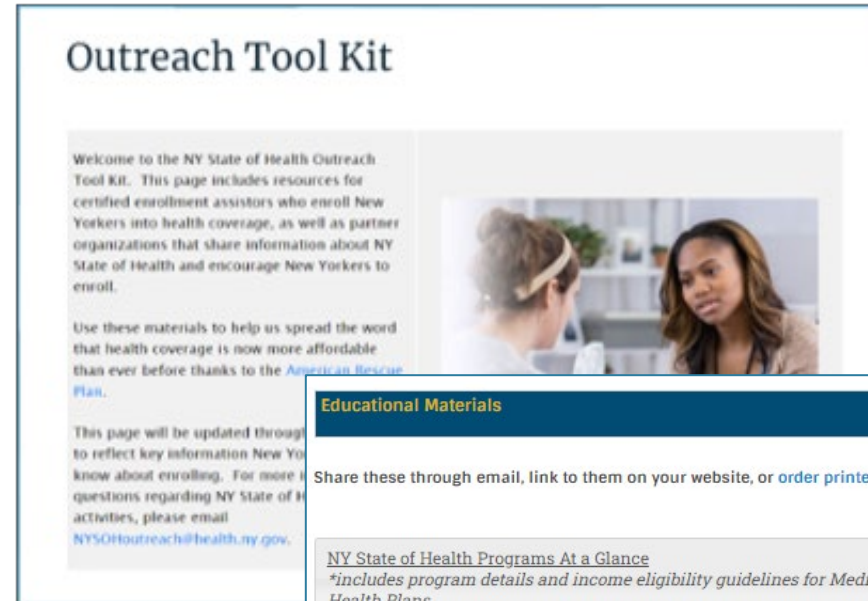 Outreach Tool Kit
Welcome to the NY State of Health Outreach
Tool Kit. This page includes resources for
certified enrollment assistors who enroll New
Yorkers into health coverage, as well as partner
organizations that share information about NY
State of Health and encourage New Yorkers to
enroll.
Use these materials to help us spread the word
that health coverage is now more affordable
than ever before thanks to the American Rescue
Plan.
This page will be updated throug
to reflect key information New Yo
know about enrolling. For more i
questions regarding NY State of H
activities, please email
NYSOHoutreach@health.ny.gov.
Educational Materials
Share these through email, link to them on your website, or order printe
NY State of Health Programs At a Glance
*includes program details and income eligibility guidelines for Medi
Health Plans